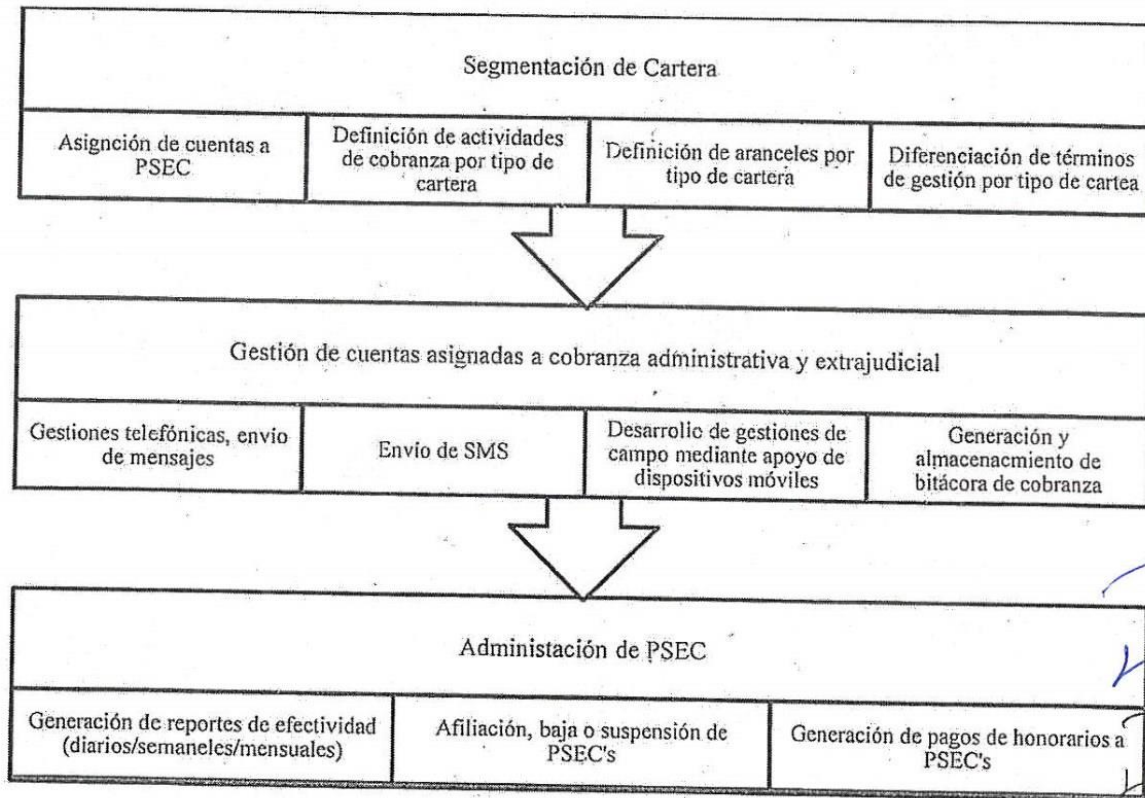 Segmentación de Cartera
Asignción de cuentas a
PSEC
Definición de actividades
de cobranza por tipo de
cartera
Definición de aranceles por
tipo de cartera
Diferenciación de términos
de gestión por tipo de cartea
Gestión de cuentas asignadas a cobranza administrativa y extrajudicial
Gestiones telefónicas, envio
de mensajes
Envío de SMS
Desarrollo de gestiones de
campo mediante apoyo de
dispositivos móviles
Generación y
almacenacmiento de
bitácora de cobranza
Administación de PSEC
Generación de reportes de efectividad
(diarios/semaneles/mensuales)
Afiliación, baja o suspensión de
PSEC's
Generación de pagos de honorarios a
PSEC's